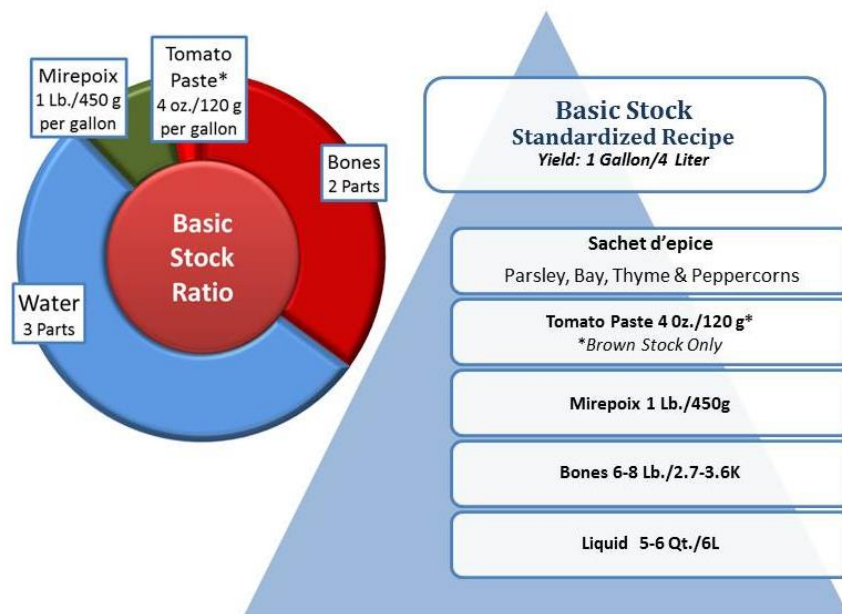 Tomato
Paste*
4 oz./120 g
per gallon
Mirepoix
1 Lb./450 g
per gallon
Bones
2 Parts
Basic
Stock
Ratio
Water
3 Parts
Basic Stock
Standardized Recipe
Yield: 1 Gallon/4 Liter
Sachet d’epice
Parsley, Bay, Thyme & Peppercorns
Tomato Paste 4 Oz./120 g*
*Brown Stock Only
Mirepoix 1 Lb./450g
Bones 6-8 Lb./2.7-3.6K
Liquid 5-6 Qt./6L